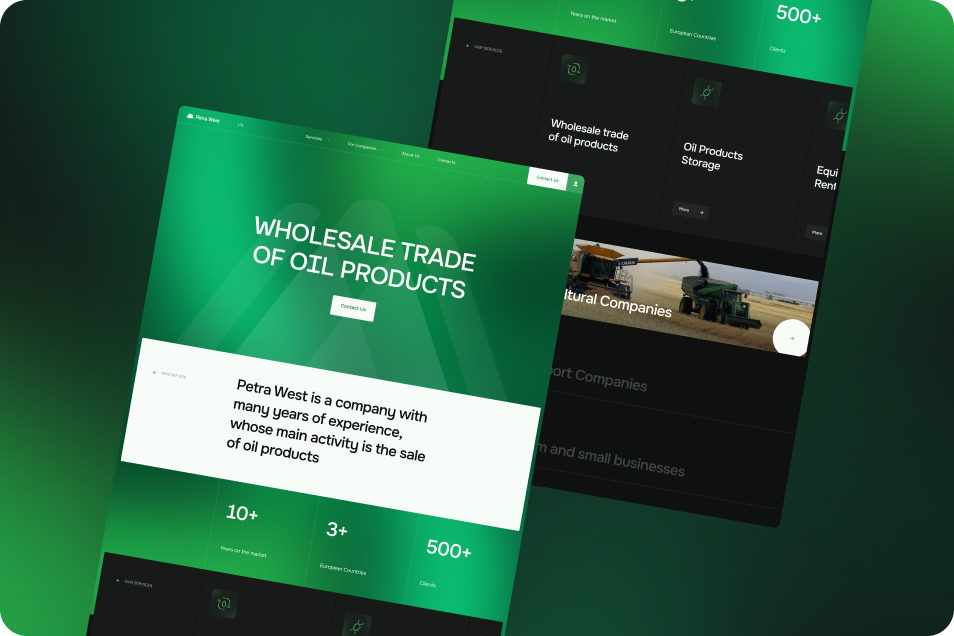 Petra West
UA
Services
For Companies
About Us
Contacts
Contact Us
WHOLESALE TRADE
OF OIL PRODUCTS
Contact Us
WHO WE ARE
Petra West is a company with
many years of experience,
whose main activity is the sale
of oil products
10+
Years on the market
3+
European Countries
500+
Clients
OUR SERVICES
Years on the market
European Countries
500+
Clients
OUR SERVICES
Wholesale trade
of oil products
Oil Products
Storage
More
Equi
Rent
More
ltural Companies
port Companies
m and small businesses